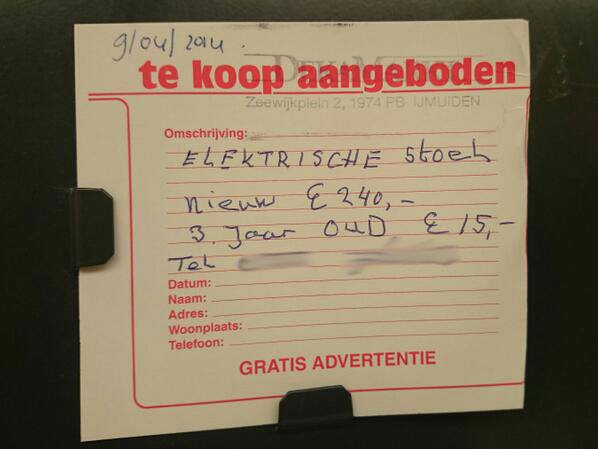 9/04/2014.
DEKAMARKT
te koop aangeboden
Zeewijkplein 2, 1974 PB IJMUIDEN
Omschrijving:
ELEKTRISCHE stoel
nieuw € 240,-
3. Jaar OUD € 15,-
Tel
Datum:
Naam:
Adres:
Woonplaats:
Telefoon:
GRATIS ADVERTENTIE